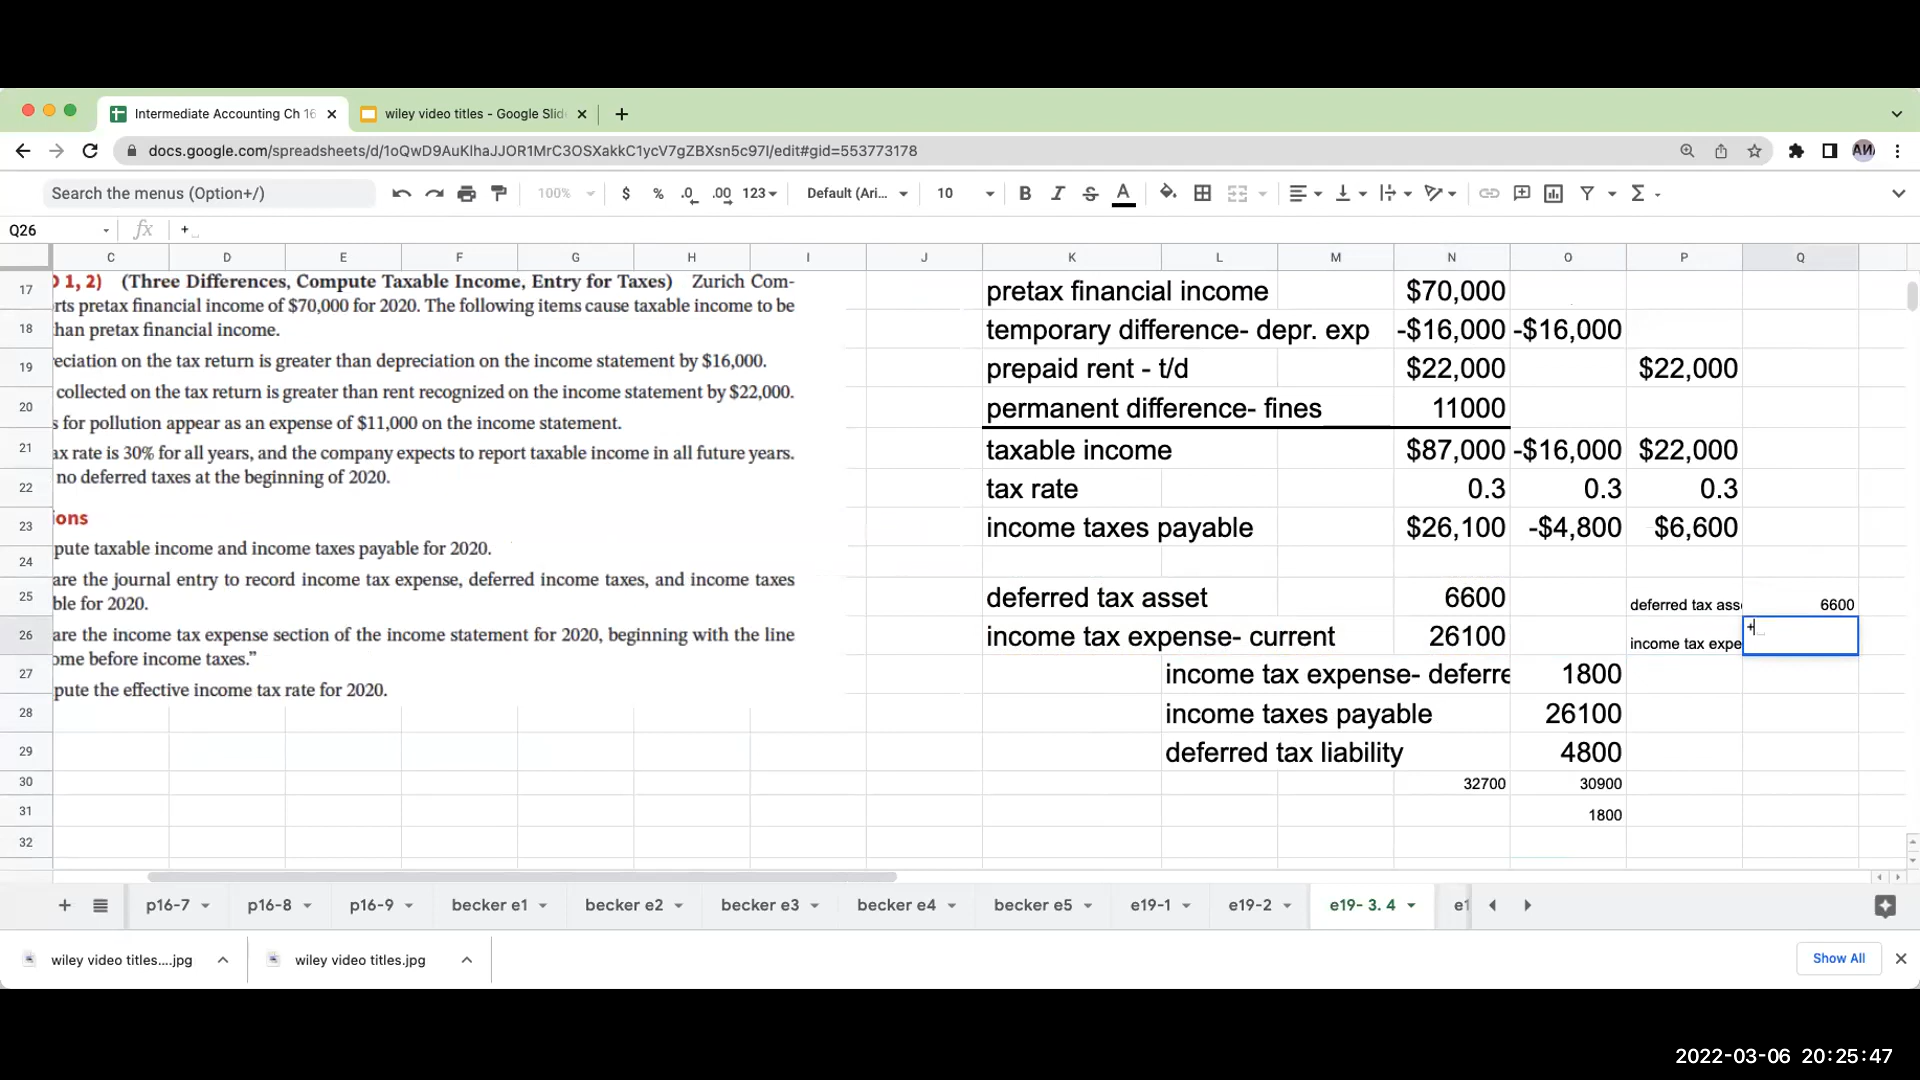 Intermediate Accounting Ch 16
wiley video titles - Google Slide
docs.google.com/spreadsheets/d/1oQwD9AuKlhaJJOR1MrC3OSXakkC1ycV7gZBXsn5c97I/edit#gid=553773178
Search the menus (Option+/)
100%
$ % .0 .00 123
Default (Ari...
10
B I S A
Q26
fx
+
C D E F G H I J K L M N O P Q
17
O 1, 2) (Three Differences, Compute Taxable Income, Entry for Taxes) Zurich Com-
rts pretax financial income of $70,000 for 2020. The following items cause taxable income to be
han pretax financial income.
reciation on the tax return is greater than depreciation on the income statement by $16,000.
collected on the tax return is greater than rent recognized on the income statement by $22,000.
s for pollution appear as an expense of $11,000 on the income statement.
ax rate is 30% for all years, and the company expects to report taxable income in all future years.
no deferred taxes at the beginning of 2020.
ions
pute taxable income and income taxes payable for 2020.
are the journal entry to record income tax expense, deferred income taxes, and income taxes
ble for 2020.
are the income tax expense section of the income statement for 2020, beginning with the line
ome before income taxes.”
pute the effective income tax rate for 2020.
pretax financial income $70,000
18 temporary difference- depr. exp -$16,000 -$16,000
19 prepaid rent - t/d $22,000 $22,000
20 permanent difference- fines 11000
21 taxable income $87,000 -$16,000 $22,000
22 tax rate 0.3 0.3 0.3
23 income taxes payable $26,100 -$4,800 $6,600
24
25 deferred tax asset 6600 deferred tax ass 6600
26 income tax expense- current 26100 income tax expe +
27 income tax expense- deferre 1800
28 income taxes payable 26100
29 deferred tax liability 4800
30 32700 30900
31 1800
32
p16-7 p16-8 p16-9 becker e1 becker e2 becker e3 becker e4 becker e5 e19-1 e19-2 e19- 3. 4 e1
wiley video titles....jpg
wiley video titles.jpg
Show All
2022-03-06 20:25:47